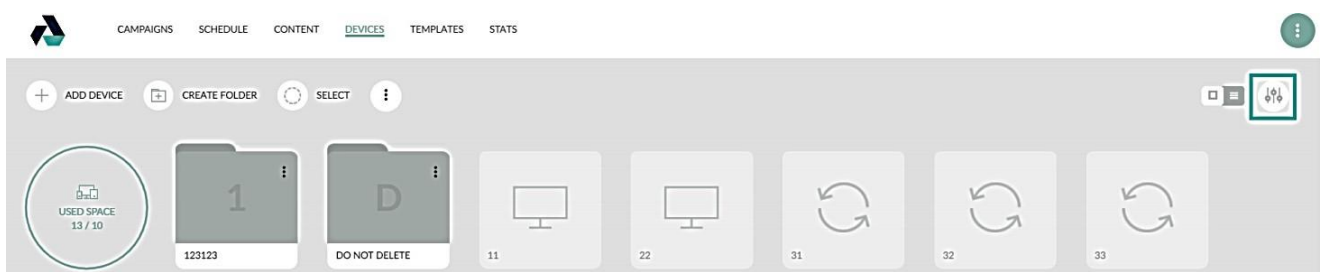 CAMPAIGNS SCHEDULE CONTENT DEVICES TEMPLATES STATS
ADD DEVICE CREATE FOLDER SELECT
1 D
USED SPACE
13 / 10
123123 DO NOT DELETE 11 22 31 32 33